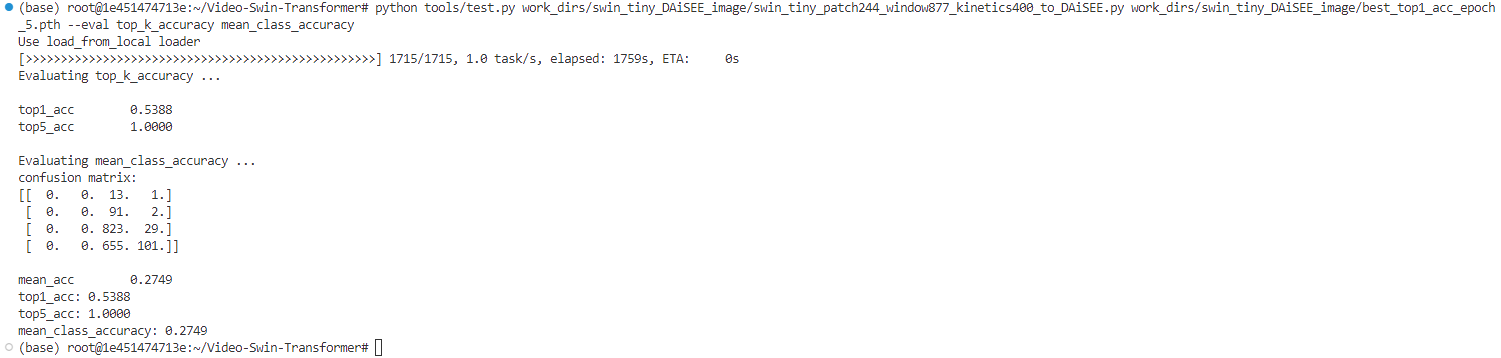 (base) root@1e451474713e:~/Video-Swin-Transformer# python tools/test.py work_dirs/swin_tiny_DAiSEE_image/swin_tiny_patch244_window877_kinetics400_to_DAiSEE.py work_dirs/swin_tiny_DAiSEE_image/best_top1_acc_epoch
_5.pth --eval top_k_accuracy mean_class_accuracy
Use load_from_local loader
[>>>>>>>>>>>>>>>>>>>>>>>>>>>>>>>>>>>>>>>>>>>>>>>>>>] 1715/1715, 1.0 task/s, elapsed: 1759s, ETA:     0s
Evaluating top_k_accuracy ...

top1_acc        0.5388
top5_acc        1.0000

Evaluating mean_class_accuracy ...
confusion matrix:
[[  0.   0.  13.   1.]
 [  0.   0.  91.   2.]
 [  0.   0. 823.  29.]
 [  0.   0. 655. 101.]]

mean_acc        0.2749
top1_acc: 0.5388
top5_acc: 1.0000
mean_class_accuracy: 0.2749
(base) root@1e451474713e:~/Video-Swin-Transformer#